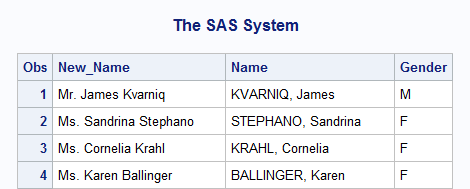 The SAS System
Obs New_Name Name Gender
1 Mr. James Kvarniq KVARNIQ, James M
2 Ms. Sandrina Stephano STEPHANO, Sandrina F
3 Ms. Cornelia Krahl KRAHL, Cornelia F
4 Ms. Karen Ballinger BALLINGER, Karen F